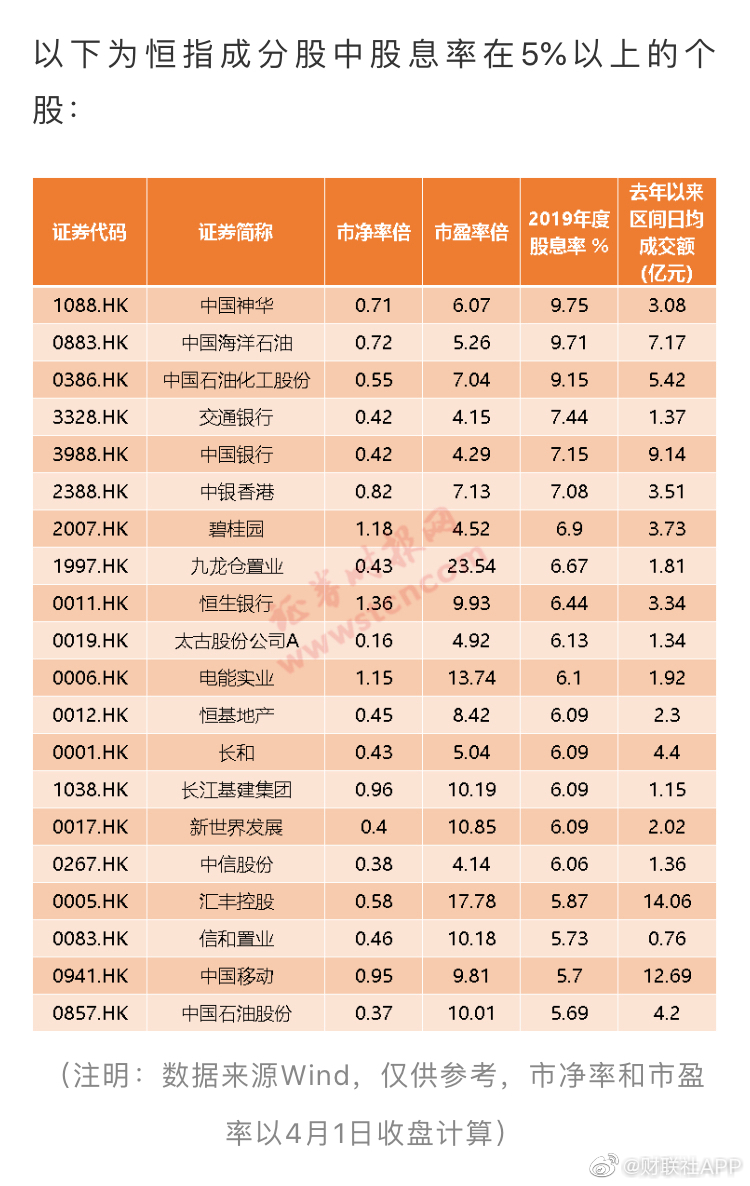 以下为恒指成分股中股息率在5%以上的个
股：
证券代码 证券简称 市净率倍 市盈率倍 2019年度股息率 % 去年以来区间日均成交额(亿元)
1088.HK 中国神华 0.71 6.07 9.75 3.08
0883.HK 中国海洋石油 0.72 5.26 9.71 7.17
0386.HK 中国石油化工股份 0.55 7.04 9.15 5.42
3328.HK 交通银行 0.42 4.15 7.44 1.37
3988.HK 中国银行 0.42 4.29 7.15 9.14
2388.HK 中银香港 0.82 7.13 7.08 3.51
2007.HK 碧桂园 1.18 4.52 6.9 3.73
1997.HK 九龙仓置业 0.43 23.54 6.67 1.81
0011.HK 恒生银行 1.36 9.93 6.44 3.34
0019.HK 太古股份公司A 0.16 4.92 6.13 1.34
0006.HK 电能实业 1.15 13.74 6.1 1.92
0012.HK 恒基地产 0.45 8.42 6.09 2.3
0001.HK 长和 0.43 5.04 6.09 4.4
1038.HK 长江基建集团 0.96 10.19 6.09 1.15
0017.HK 新世界发展 0.4 10.85 6.09 2.02
0267.HK 中信股份 0.38 4.14 6.06 1.36
0005.HK 汇丰控股 0.58 17.78 5.87 14.06
0083.HK 信和置业 0.46 10.18 5.73 0.76
0941.HK 中国移动 0.95 9.81 5.7 12.69
0857.HK 中国石油股份 0.37 10.01 5.69 4.2
证券时报网
www.stcn.com
（注明：数据来源Wind，仅供参考，市净率和市盈
率以4月1日收盘计算）
@财联社APP